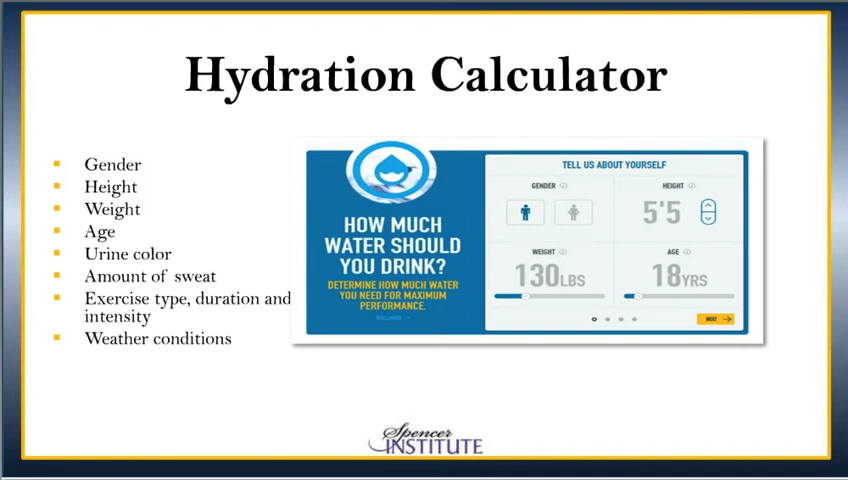 Hydration Calculator
Gender
Height
Weight
Age
Urine color
Amount of sweat
Exercise type, duration and
intensity
Weather conditions
HOW MUCH
WATER SHOULD
YOU DRINK?
DETERMINE HOW MUCH WATER
YOU NEED FOR MAXIMUM
PERFORMANCE.
TELL US ABOUT YOURSELF
GENDER
HEIGHT
5'5
WEIGHT
130LBS
AGE
18YRS
NEXT
Spencer
INSTITUTE